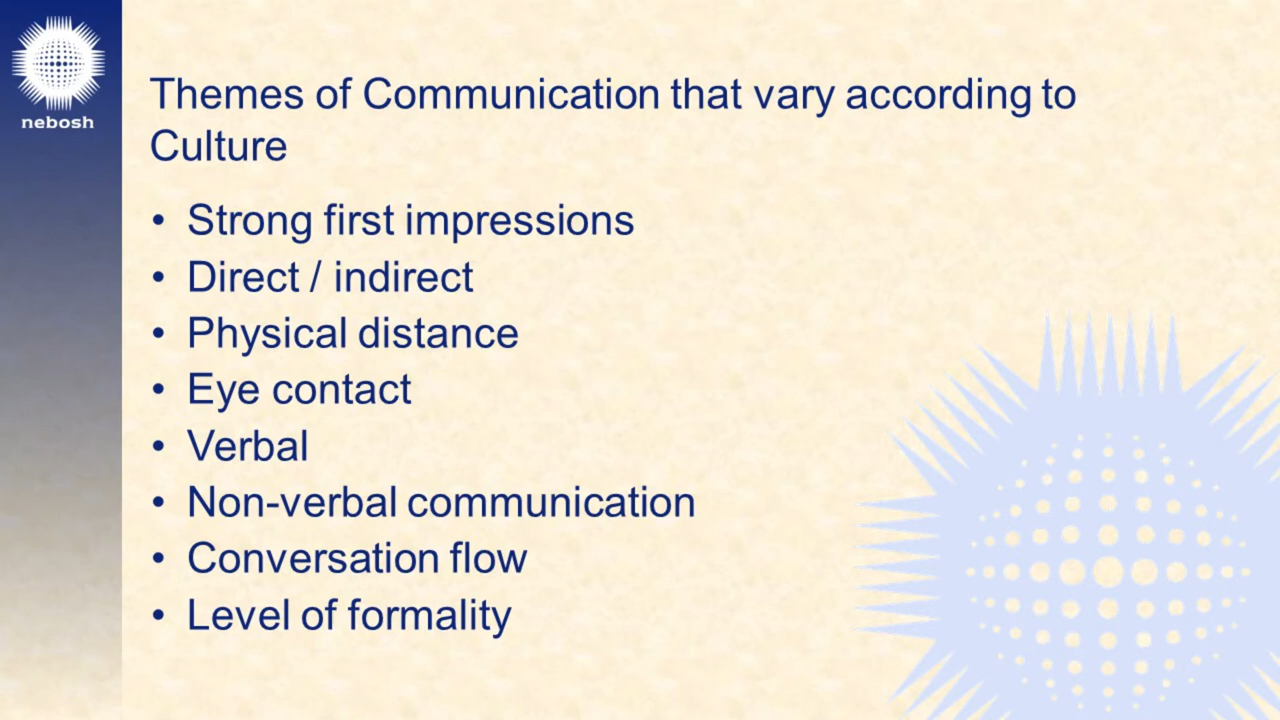 nebosh
Themes of Communication that vary according to
Culture
• Strong first impressions
• Direct / indirect
• Physical distance
• Eye contact
• Verbal
• Non-verbal communication
• Conversation flow
• Level of formality